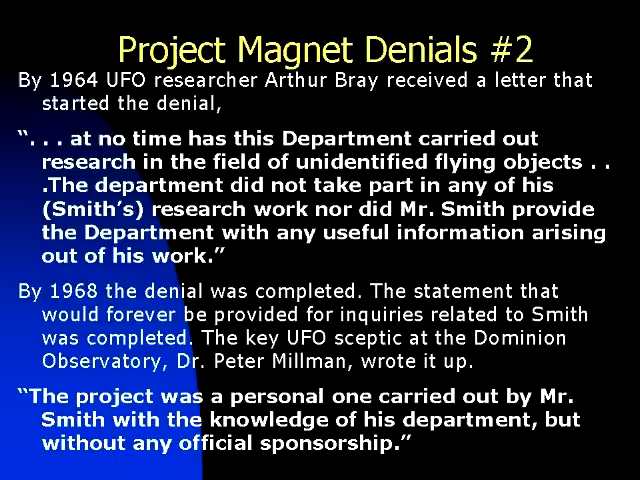 Project Magnet Denials #2
By 1964 UFO researcher Arthur Bray received a letter that
started the denial,
“. . . at no time has this Department carried out
research in the field of unidentified flying objects . .
.The department did not take part in any of his
(Smith’s) research work nor did Mr. Smith provide
the Department with any useful information arising
out of his work.”
By 1968 the denial was completed. The statement that
would forever be provided for inquiries related to Smith
was completed. The key UFO sceptic at the Dominion
Observatory, Dr. Peter Millman, wrote it up.
“The project was a personal one carried out by Mr.
Smith with the knowledge of his department, but
without any official sponsorship.”